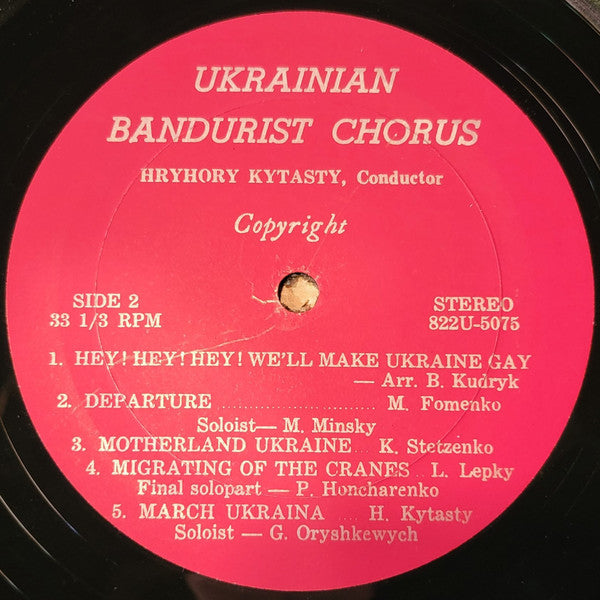 UKRAINIAN
BANDURIST CHORUS
HRYHORY KYTASTY, Conductor
Copyright
SIDE 2
33 1/3 RPM
STEREO
822U-5075
1. HEY! HEY! HEY! WE'LL MAKE UKRAINE GAY
— Arr. B. Kudryk
2. DEPARTURE ........................ M. Fomenko
Soloist — M. Minsky
3. MOTHERLAND UKRAINE .. K. Stetzenko
4. MIGRATING OF THE CRANES .. L. Lepky
Final solopart — P. Honcharenko
5. MARCH UKRAINA .... H. Kytasty
Soloist — G. Oryshkewych